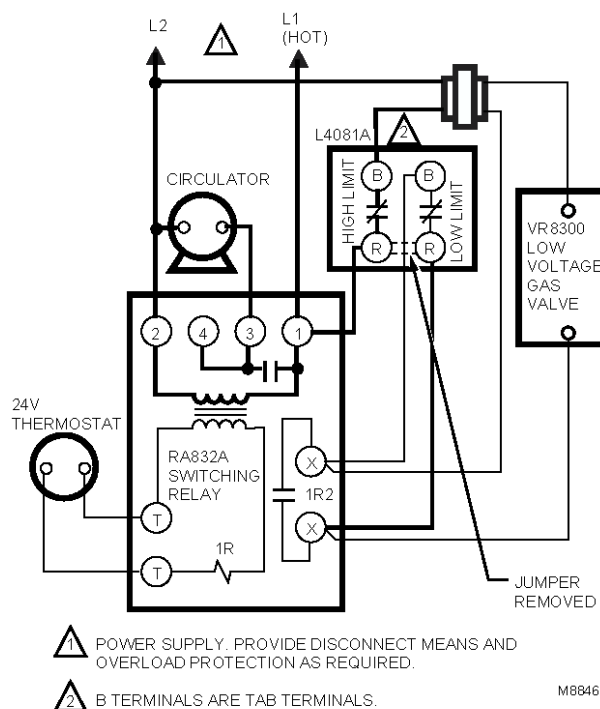 L2
1
L1
(HOT)
L4081A
2
CIRCULATOR
HIGH LIMIT
B
B
LOW LIMIT
R
R
VR8300
LOW
VOLTAGE
GAS
VALVE
2
4
3
1
24V
THERMOSTAT
RA832A
SWITCHING
RELAY
X
1R2
X
T
1R
T
JUMPER
REMOVED
1 POWER SUPPLY. PROVIDE DISCONNECT MEANS AND
OVERLOAD PROTECTION AS REQUIRED.
2 B TERMINALS ARE TAB TERMINALS.
M8846